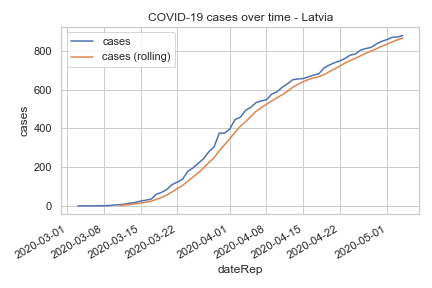 COVID-19 cases over time - Latvia
cases
cases (rolling)
cases
800
600
400
200
0
2020-03-01
2020-03-08
2020-03-15
2020-03-22
2020-04-01
2020-04-08
2020-04-15
2020-04-22
2020-05-01
dateRep